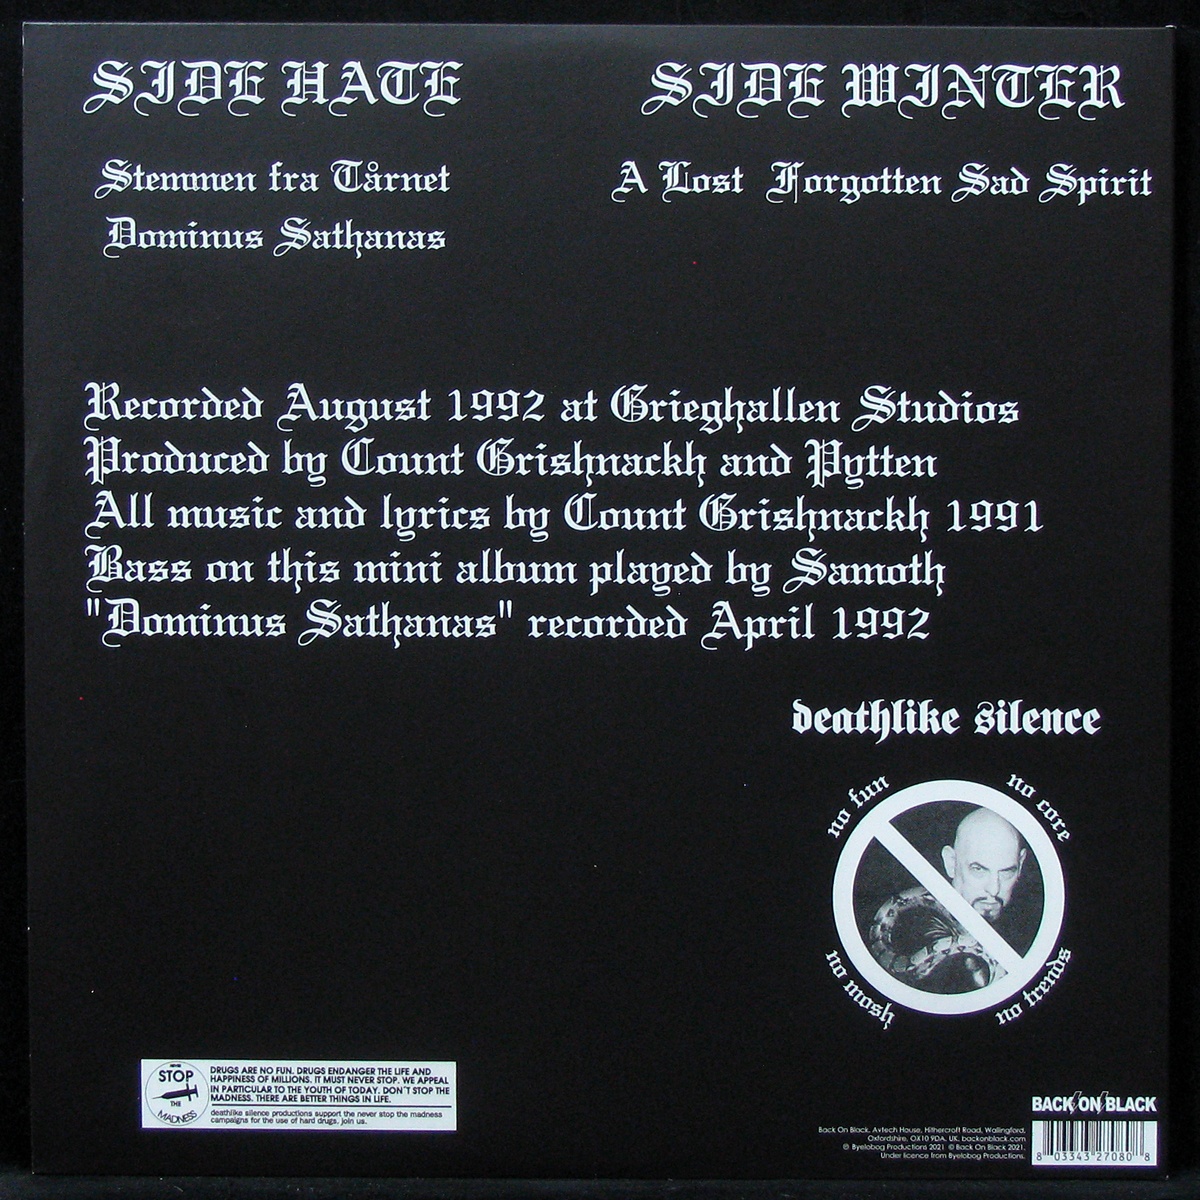 SIDE HATE
Stemmen fra Tårnet
Dominus Sathanas
SIDE WINTER
A Lost Forgotten Sad Spirit
Recorded August 1992 at Grieghallen Studios
Produced by Count Grishnackh and Pytten
All music and lyrics by Count Grishnackh 1991
Bass on this mini album played by Samoth
"Dominus Sathanas" recorded April 1992
deathlike silence
no fun
no core
no mosh
no trends
STOP
THE
MADNESS
DRUGS ARE NO FUN. DRUGS ENDANGER THE LIFE AND
HAPPINESS OF MILLIONS. IT MUST NEVER STOP. WE APPEAL
IN PARTICULAR TO THE YOUTH OF TODAY. DON'T STOP THE
MADNESS. THERE ARE BETTER THINGS IN LIFE.
deathlike silence productions support the never stop the madness
campaigns for the use of hard drugs, join us.
BACK ON BLACK
Back On Black, Avtech House, Hithercroft Road, Wallingford,
Oxfordshire, OX10 9DA, UK. backonblack.com
℗ Byelobog Productions 2021 © Back On Black 2021.
Under licence from Byelobog Productions.
8 03343 27080 8